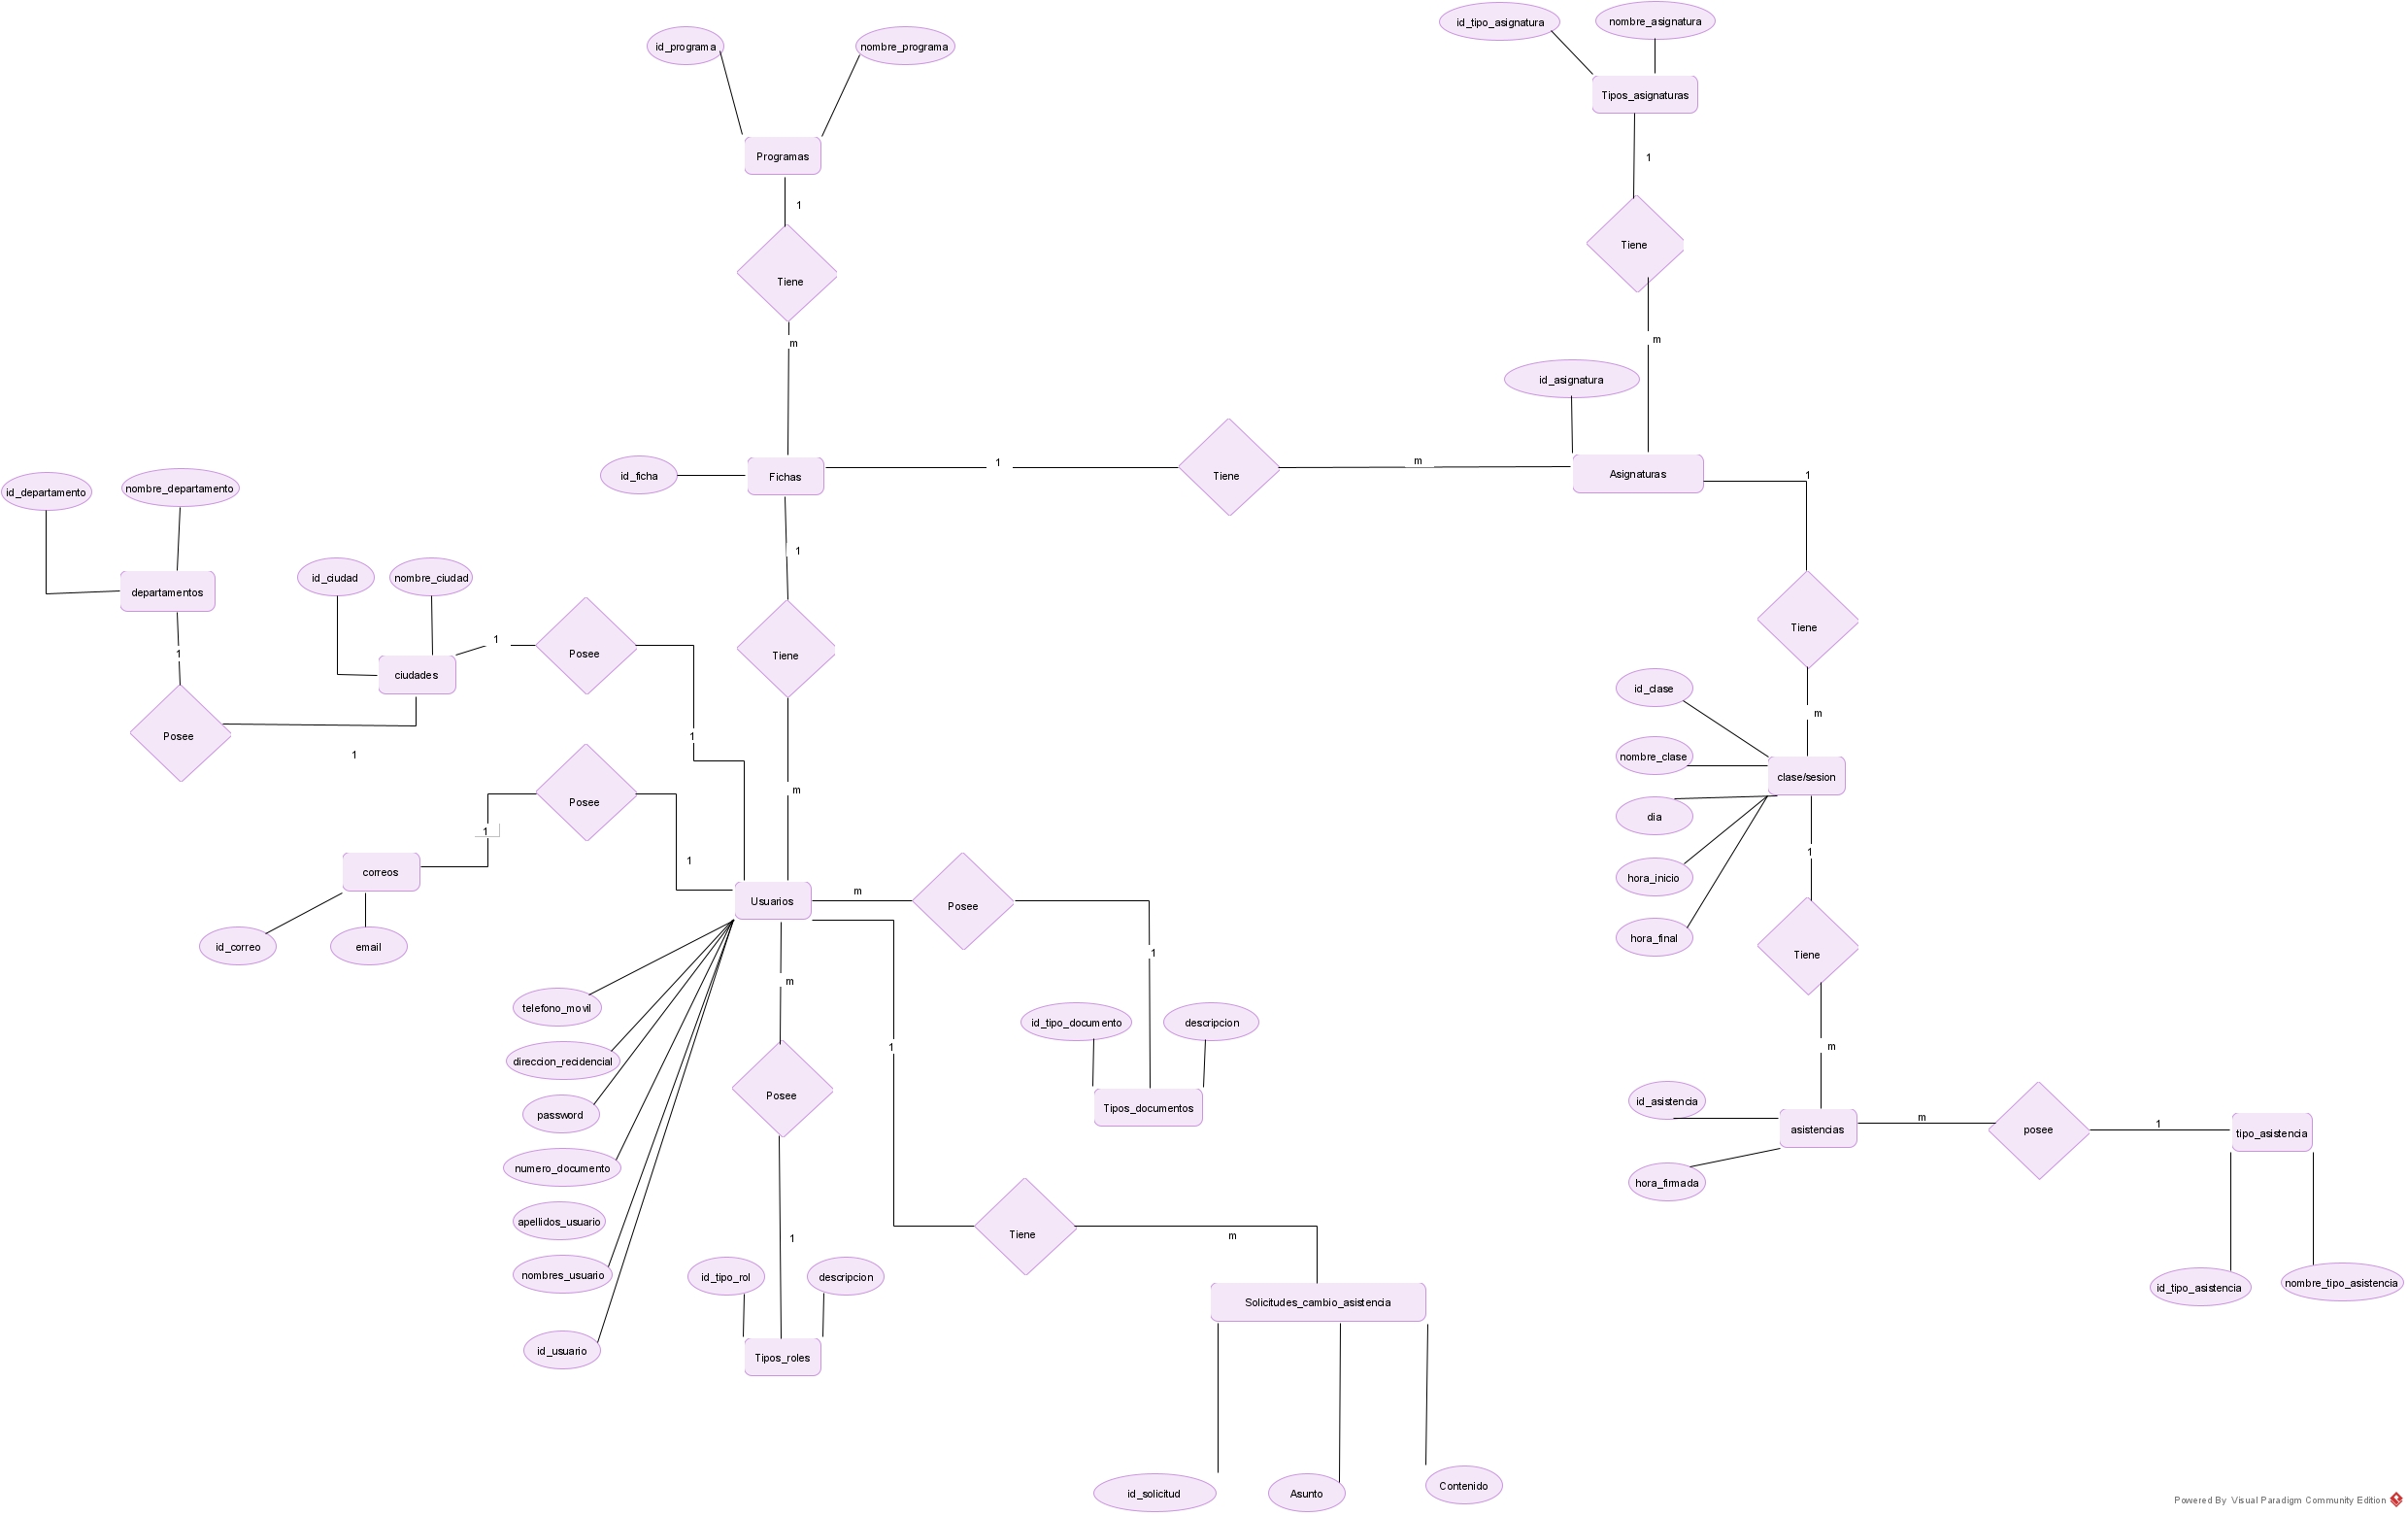 id_tipo_asignatura
nombre_asignatura
id_programa
nombre_programa
Tipos_asignaturas
Programas
1
1
Tiene
Tiene
m
m
id_asignatura
1
m
id_ficha
Fichas
Tiene
Asignaturas
1
id_departamento
nombre_departamento
1
id_ciudad
nombre_ciudad
departamentos
Tiene
1
1
Posee
Tiene
ciudades
id_clase
Posee
1
m
1
nombre_clase
clase/sesion
m
Posee
dia
1
1
1
correos
hora_inicio
m
1
Usuarios
Posee
id_correo
email
hora_final
m
1
Tiene
telefono_movil
id_tipo_documento
descripcion
1
m
direccion_recidencial
Posee
id_asistencia
password
Tipos_documentos
m
1
asistencias
posee
tipo_asistencia
numero_documento
hora_firmada
apellidos_usuario
1
Tiene
m
nombres_usuario
id_tipo_rol
descripcion
id_tipo_asistencia
nombre_tipo_asistencia
Solicitudes_cambio_asistencia
id_usuario
Tipos_roles
id_solicitud
Asunto
Contenido
Powered By Visual Paradigm Community Edition